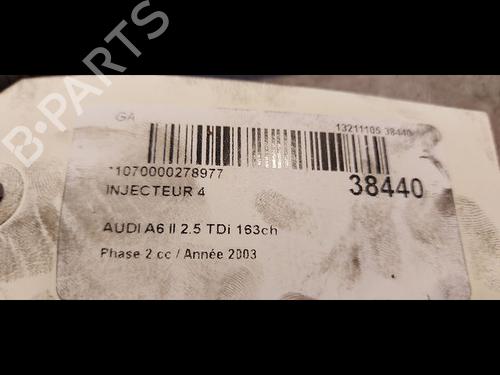 B-PARTS
GA
13211105 38440
*1070000278977
38440
INJECTEUR 4
AUDI A6 II 2.5 TDi 163ch
Phase 2 cc / Année 2003